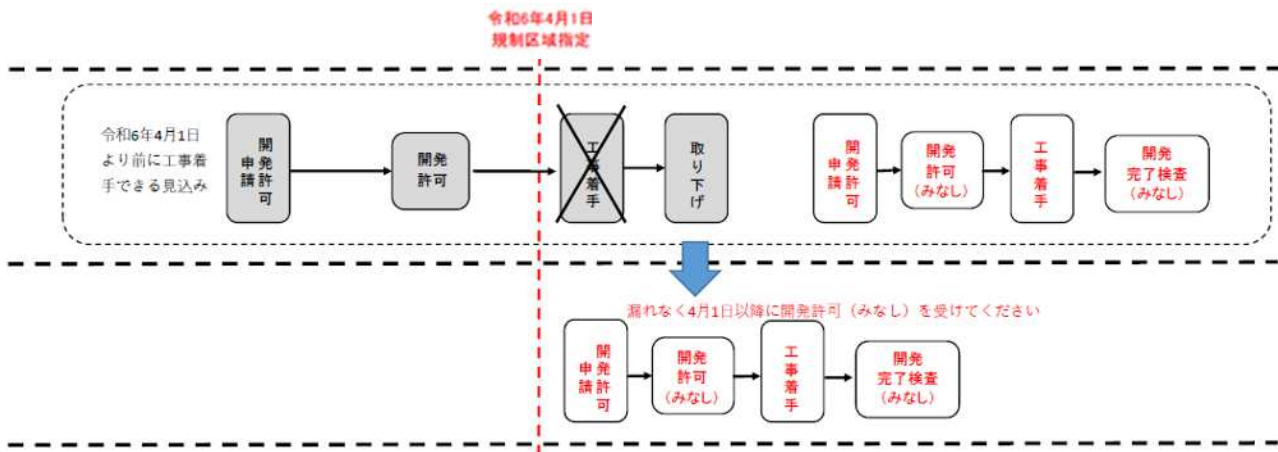 令和6年4月1日
規制区域指定
令和6年4月1日
より前に工事着
手できる見込み
開発許可
申請
開発
許可
工事着手
取り下げ
開発許可
申請
開発
許可
(みなし)
工事着手
開発
完了検査
(みなし)
漏れなく4月1日以降に開発許可（みなし）を受けてください
開発許可
申請
開発
許可
(みなし)
工事着手
開発
完了検査
(みなし)